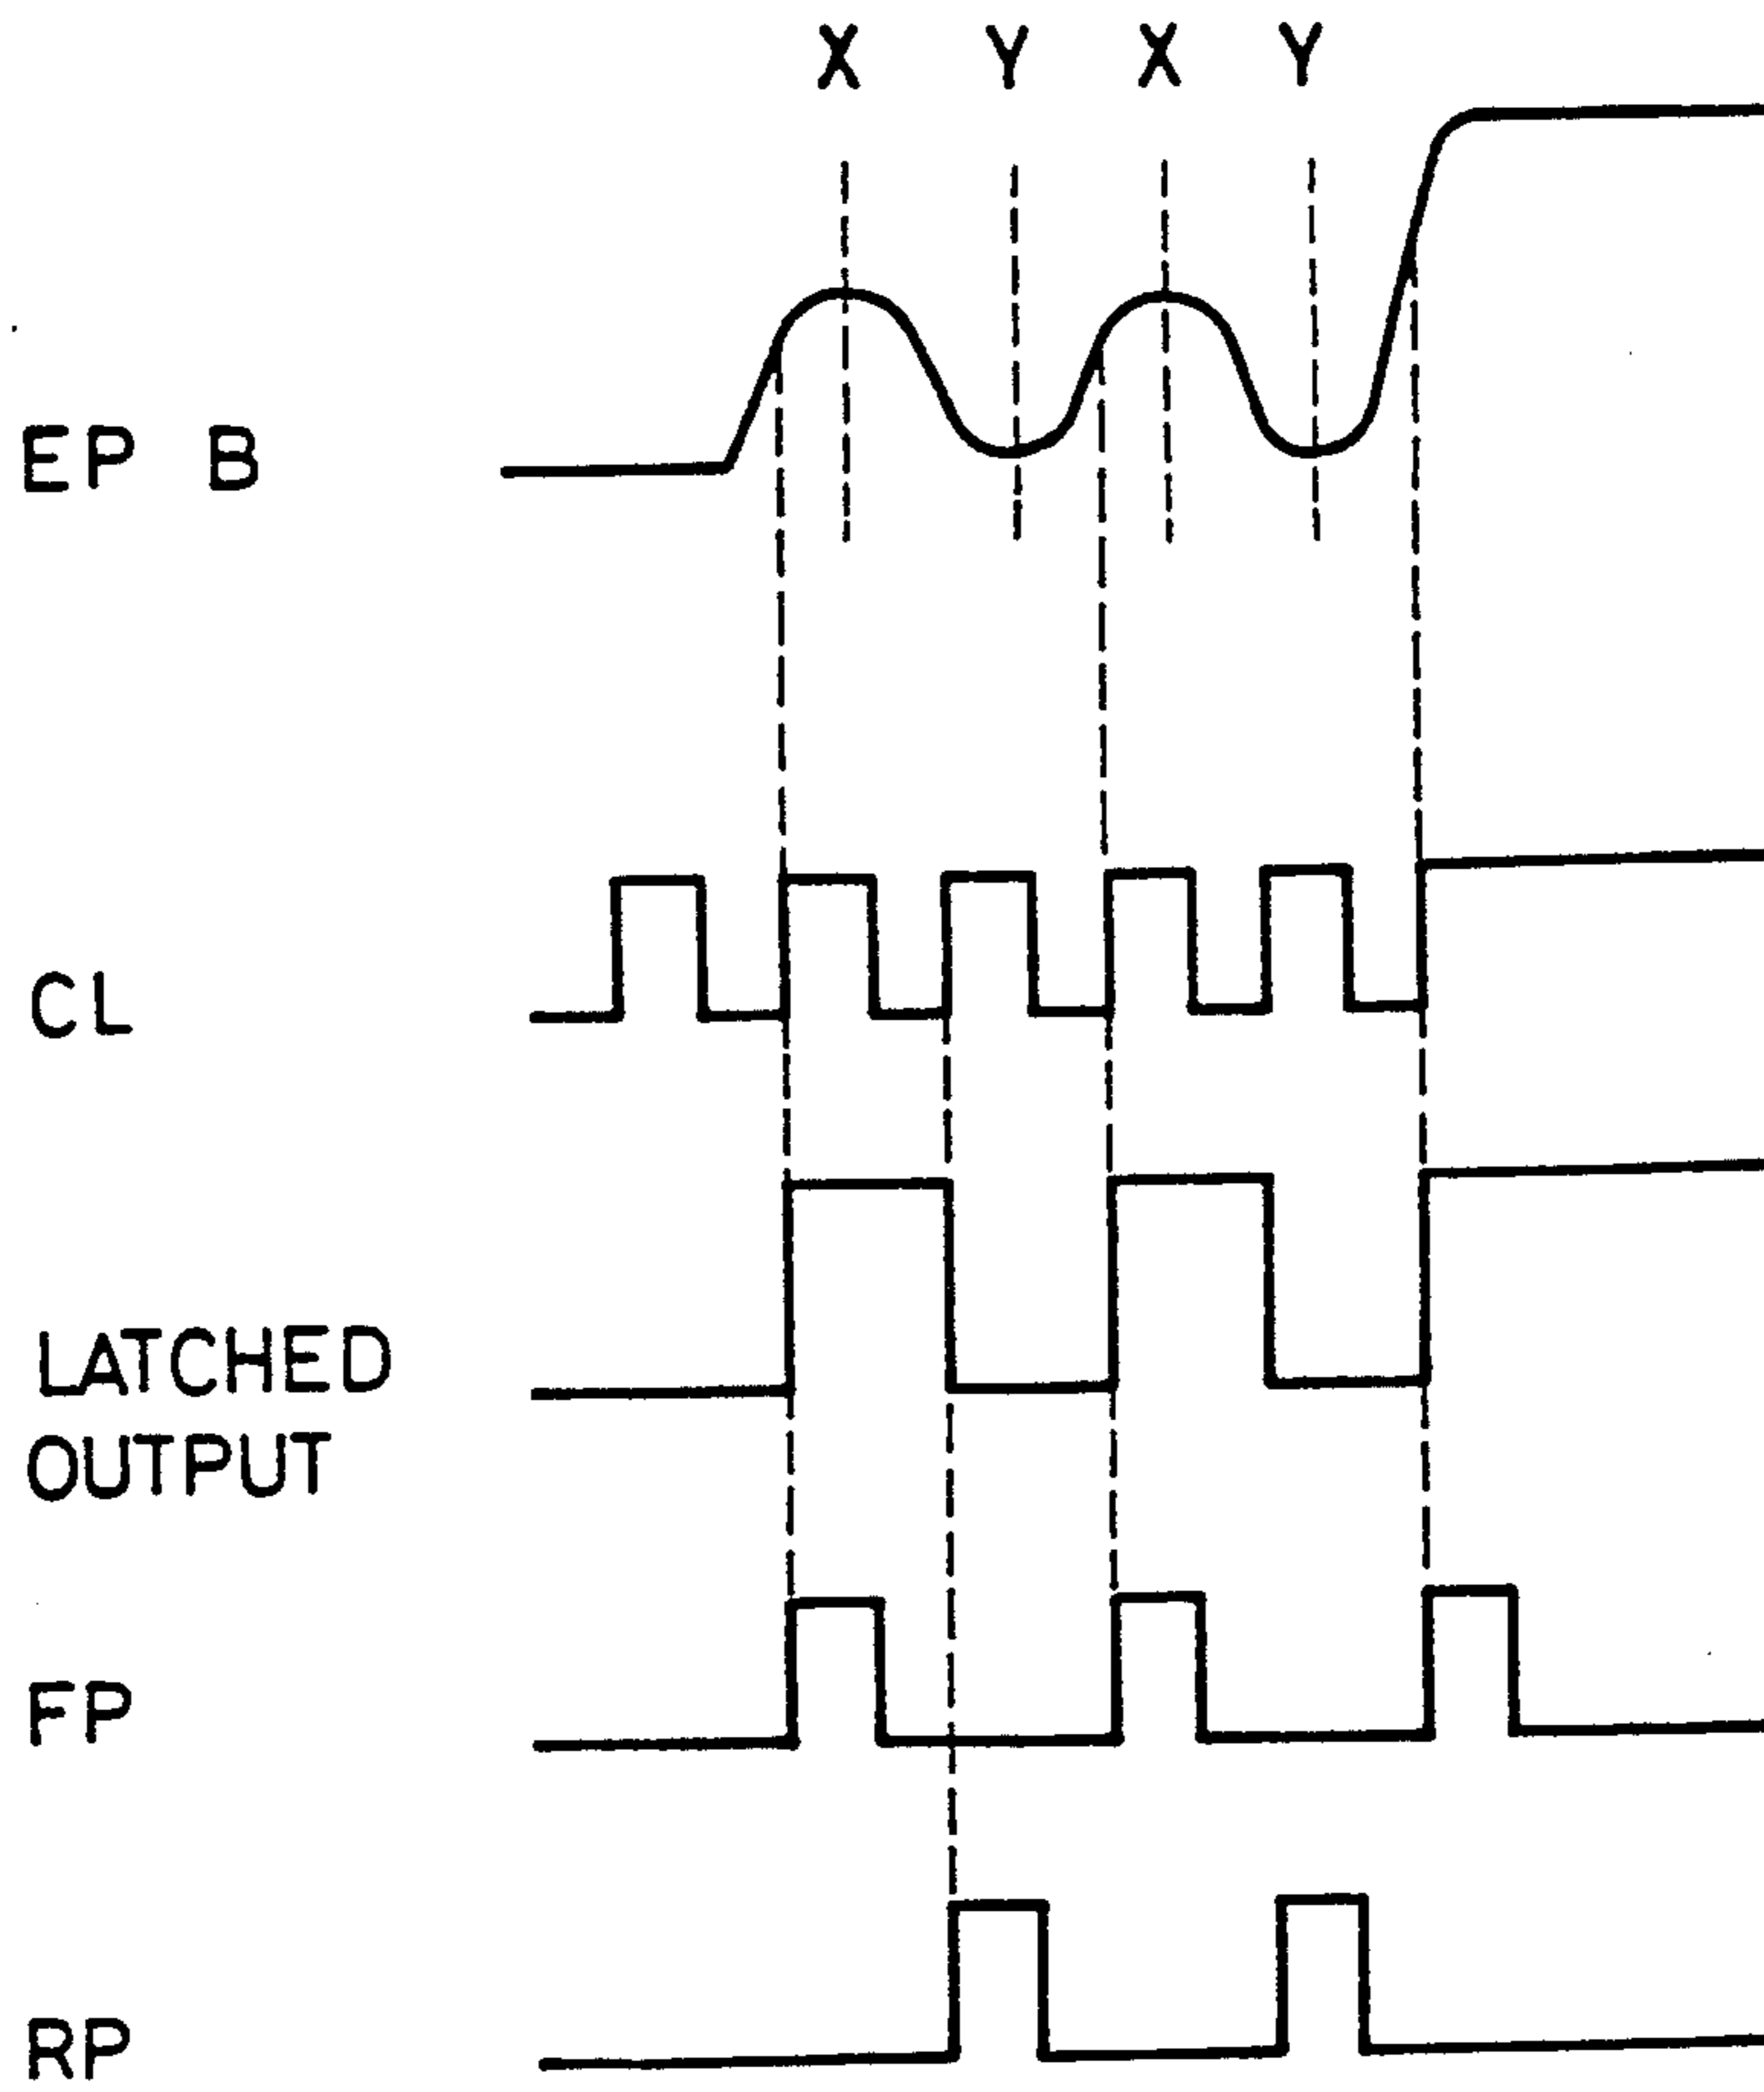 X Y X Y
EP B
CL
LATCHED
OUTPUT
FP
RP